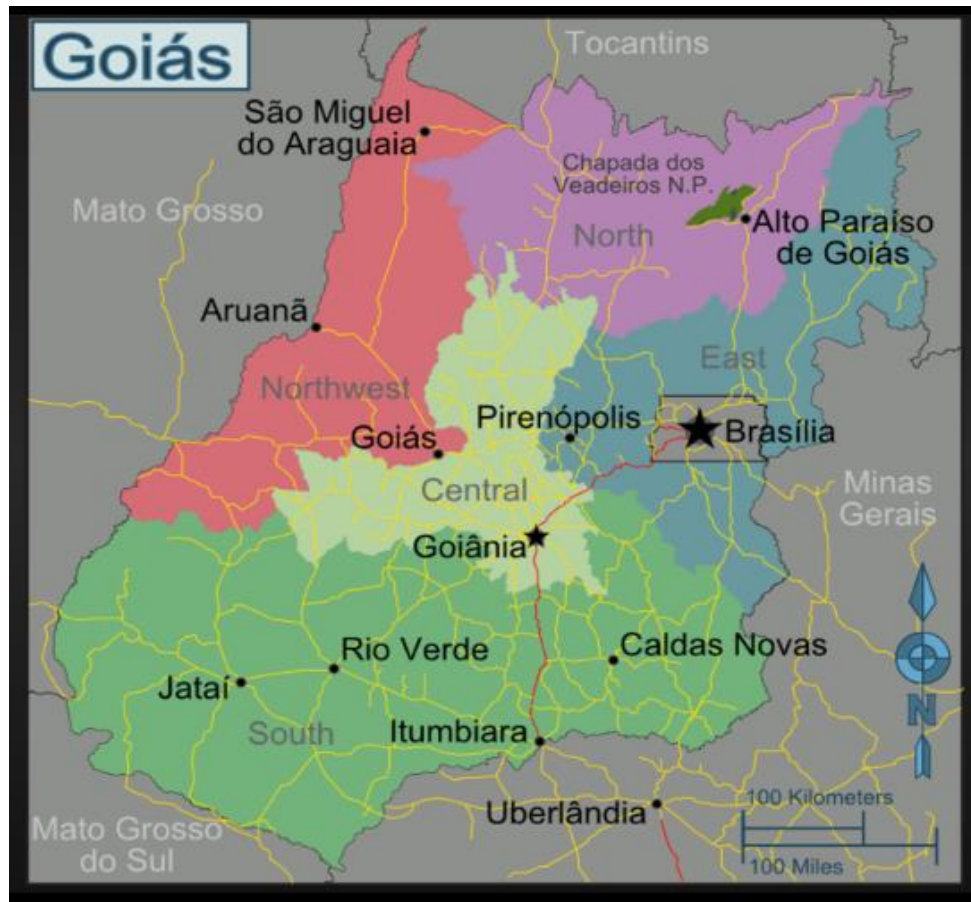 Goiás
Tocantins
São Miguel
do Araguaia
Chapada dos
Veadeiros N.P.
Mato Grosso
Alto Paraíso
de Goiás
North
Aruanã
East
Northwest
Pirenópolis
Brasília
Goiás
Central
Minas
Gerais
Goiânia
Rio Verde
Caldas Novas
Jataí
N
South
Itumbiara
Uberlândia
100 Kilometers
Mato Grosso
do Sul
100 Miles